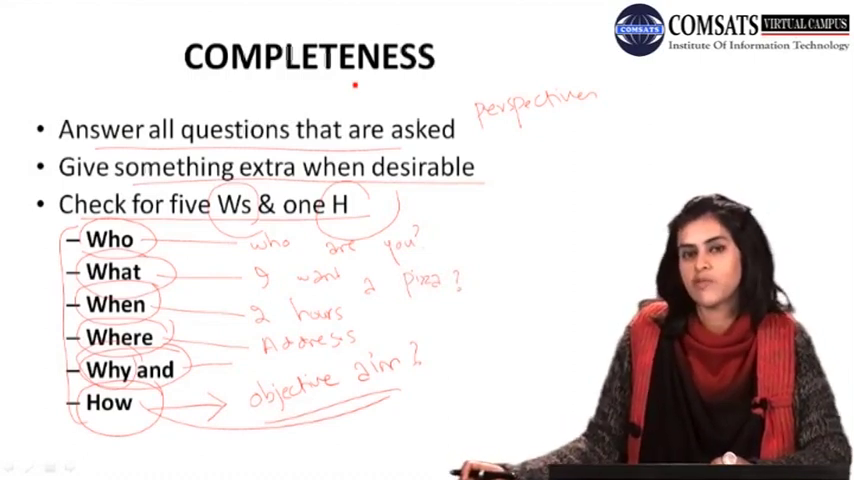 COMSATS VIRTUAL CAMPUS
COMSATS
Institute Of Information Technology
COMPLETENESS
perspectives
• Answer all questions that are asked
• Give something extra when desirable
• Check for five Ws & one H
– Who who are you?
– What I want a pizza?
– When 2 hours
– Where Address
– Why and
– How objective aim?